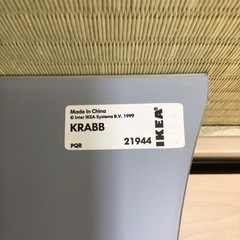 Made In China
© Inter IKEA Systems B.V. 1999
KRABB
PQR
21944
IKEA